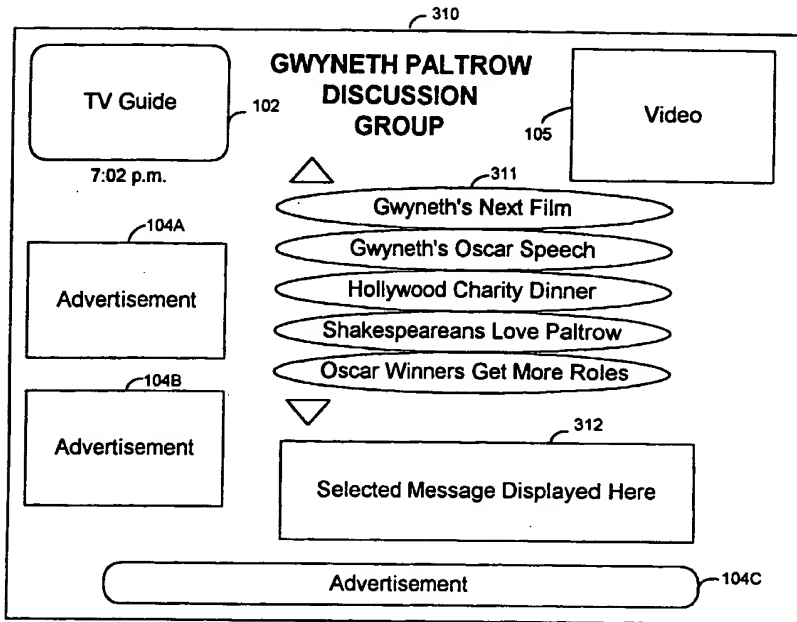 310
TV Guide
102
7:02 p.m.
GWYNETH PALTROW
DISCUSSION
GROUP
105
Video
311
Gwyneth's Next Film
Gwyneth's Oscar Speech
Hollywood Charity Dinner
Shakespeareans Love Paltrow
Oscar Winners Get More Roles
104A
Advertisement
104B
Advertisement
312
Selected Message Displayed Here
Advertisement
104C